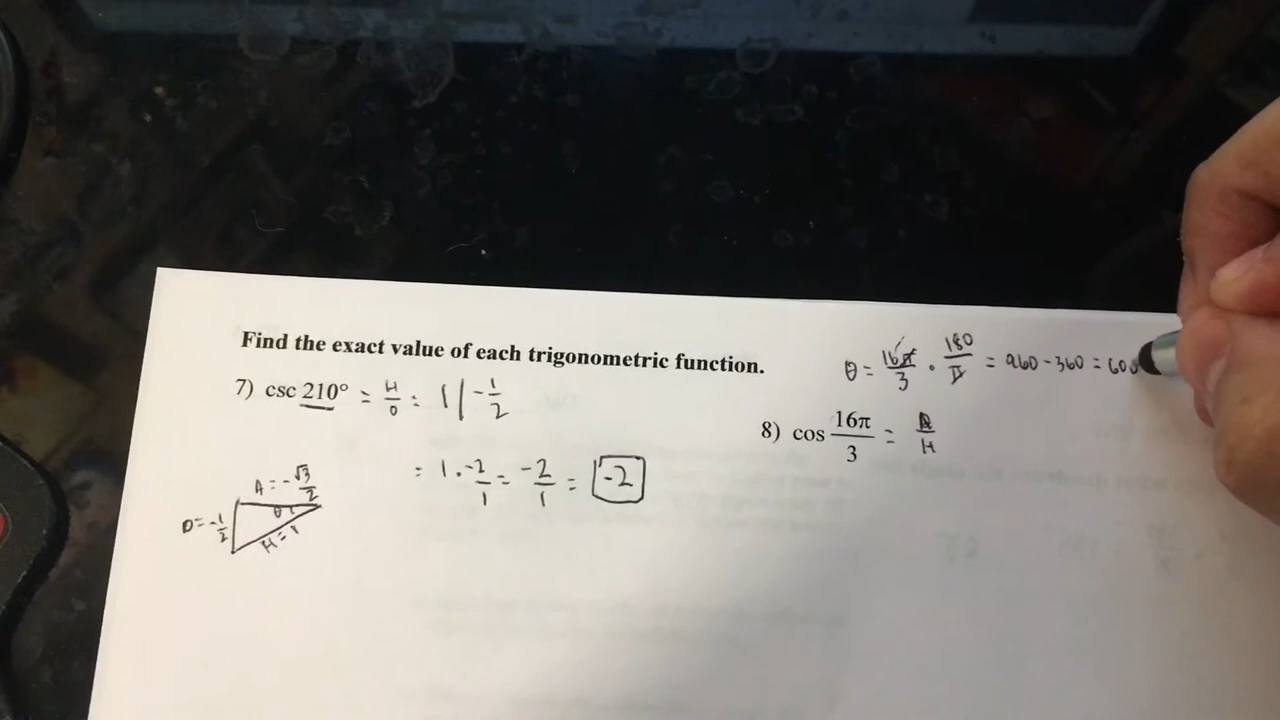 Find the exact value of each trigonometric function.
7) csc 210° = H/O = 1 | -1/2
= 1 · -2/1 = -2/1 = -2
A = -√3/2
O = -1/2
θ
H = 1
θ = 16π/3 · 180/π = 960 - 360 = 600
8) cos 16π/3 = A/H